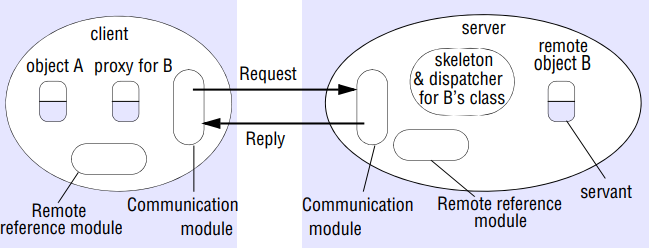 client
object A proxy for B
Request
Reply
Remote
reference module
Communication
module
server
skeleton
& dispatcher
for B's class
remote
object B
Communication
module
Remote reference
module
servant